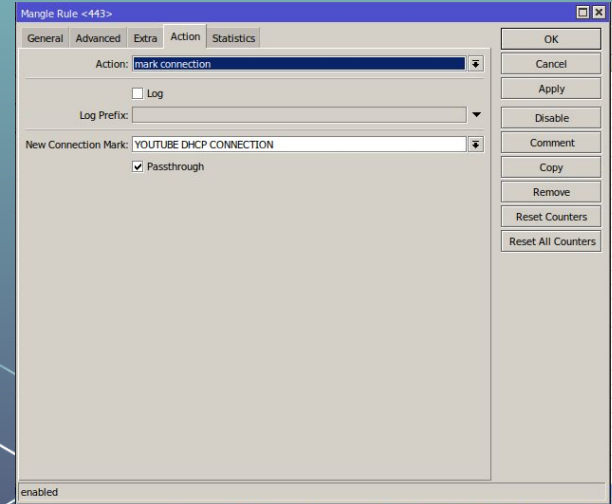 Mangle Rule <443>
General Advanced Extra Action Statistics
Action: mark connection
Log
Log Prefix:
New Connection Mark: YOUTUBE DHCP CONNECTION
Passthrough
OK
Cancel
Apply
Disable
Comment
Copy
Remove
Reset Counters
Reset All Counters
enabled